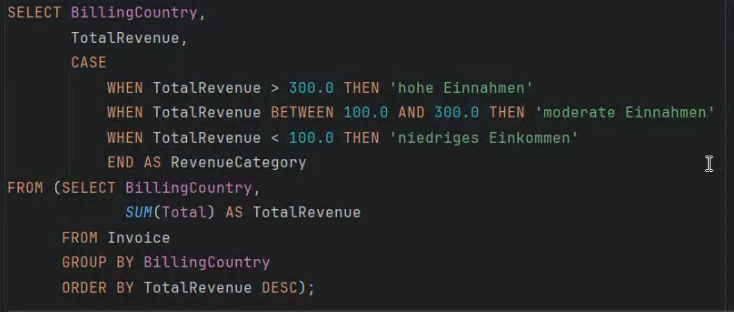 SELECT BillingCountry,
       TotalRevenue,
       CASE
           WHEN TotalRevenue > 300.0 THEN 'hohe Einnahmen'
           WHEN TotalRevenue BETWEEN 100.0 AND 300.0 THEN 'moderate Einnahmen'
           WHEN TotalRevenue < 100.0 THEN 'niedriges Einkommen'
           END AS RevenueCategory
FROM (SELECT BillingCountry,
             SUM(Total) AS TotalRevenue
      FROM Invoice
      GROUP BY BillingCountry
      ORDER BY TotalRevenue DESC);